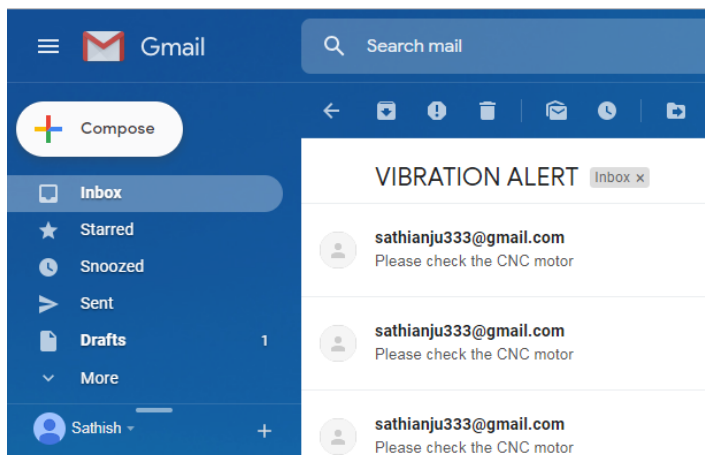 Gmail
Search mail
Compose
VIBRATION ALERT Inbox x
Inbox
Starred
Snoozed
Sent
Drafts 1
More
Sathish
sathianju333@gmail.com
Please check the CNC motor
sathianju333@gmail.com
Please check the CNC motor
sathianju333@gmail.com
Please check the CNC motor